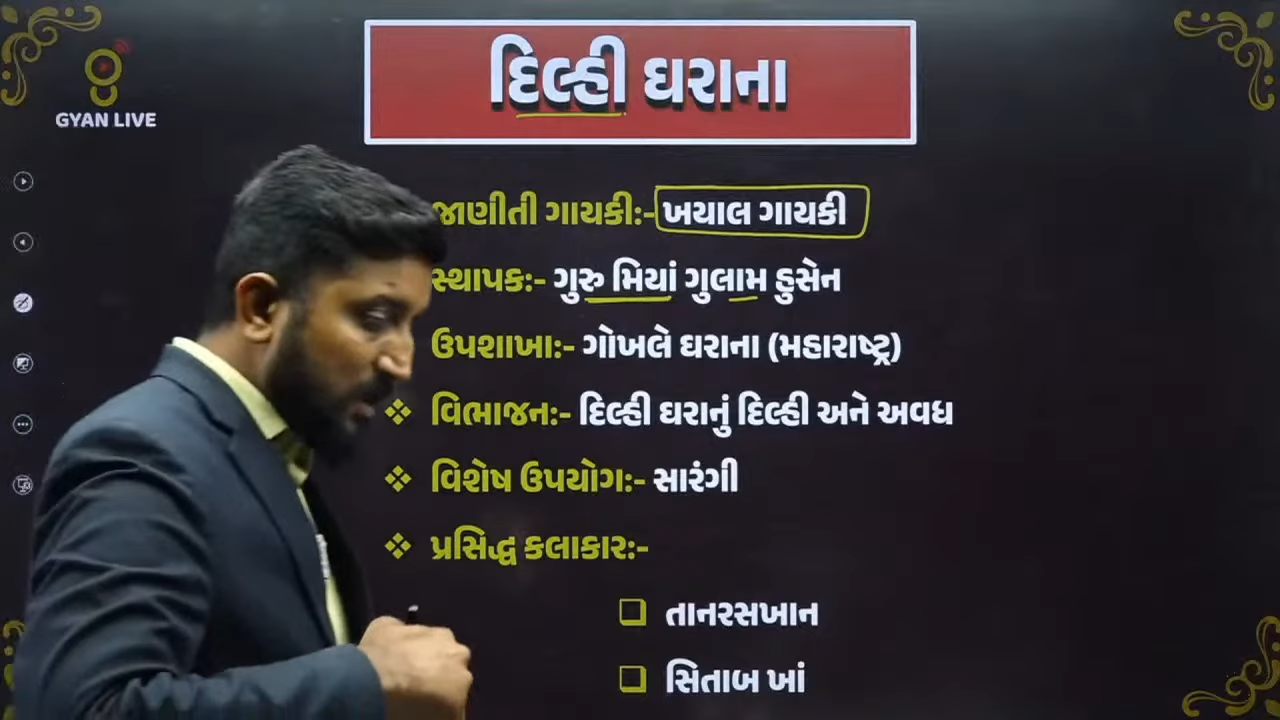 દિલ્હી ઘરાના
GYAN LIVE
જાણીતી ગાયકી:- ખયાલ ગાયકી
સ્થાપક:- ગુરુ મિયાં ગુલામ હુસેન
ઉપશાખા:- ગોખલે ઘરાના (મહારાષ્ટ્ર)
❖ વિભાજન:- દિલ્હી ઘરાનું દિલ્હી અને અવધ
❖ વિશેષ ઉપયોગ:- સારંગી
❖ પ્રસિદ્ધ કલાકાર:-
❑ તાનરસખાન
❑ સિતાબ ખાં